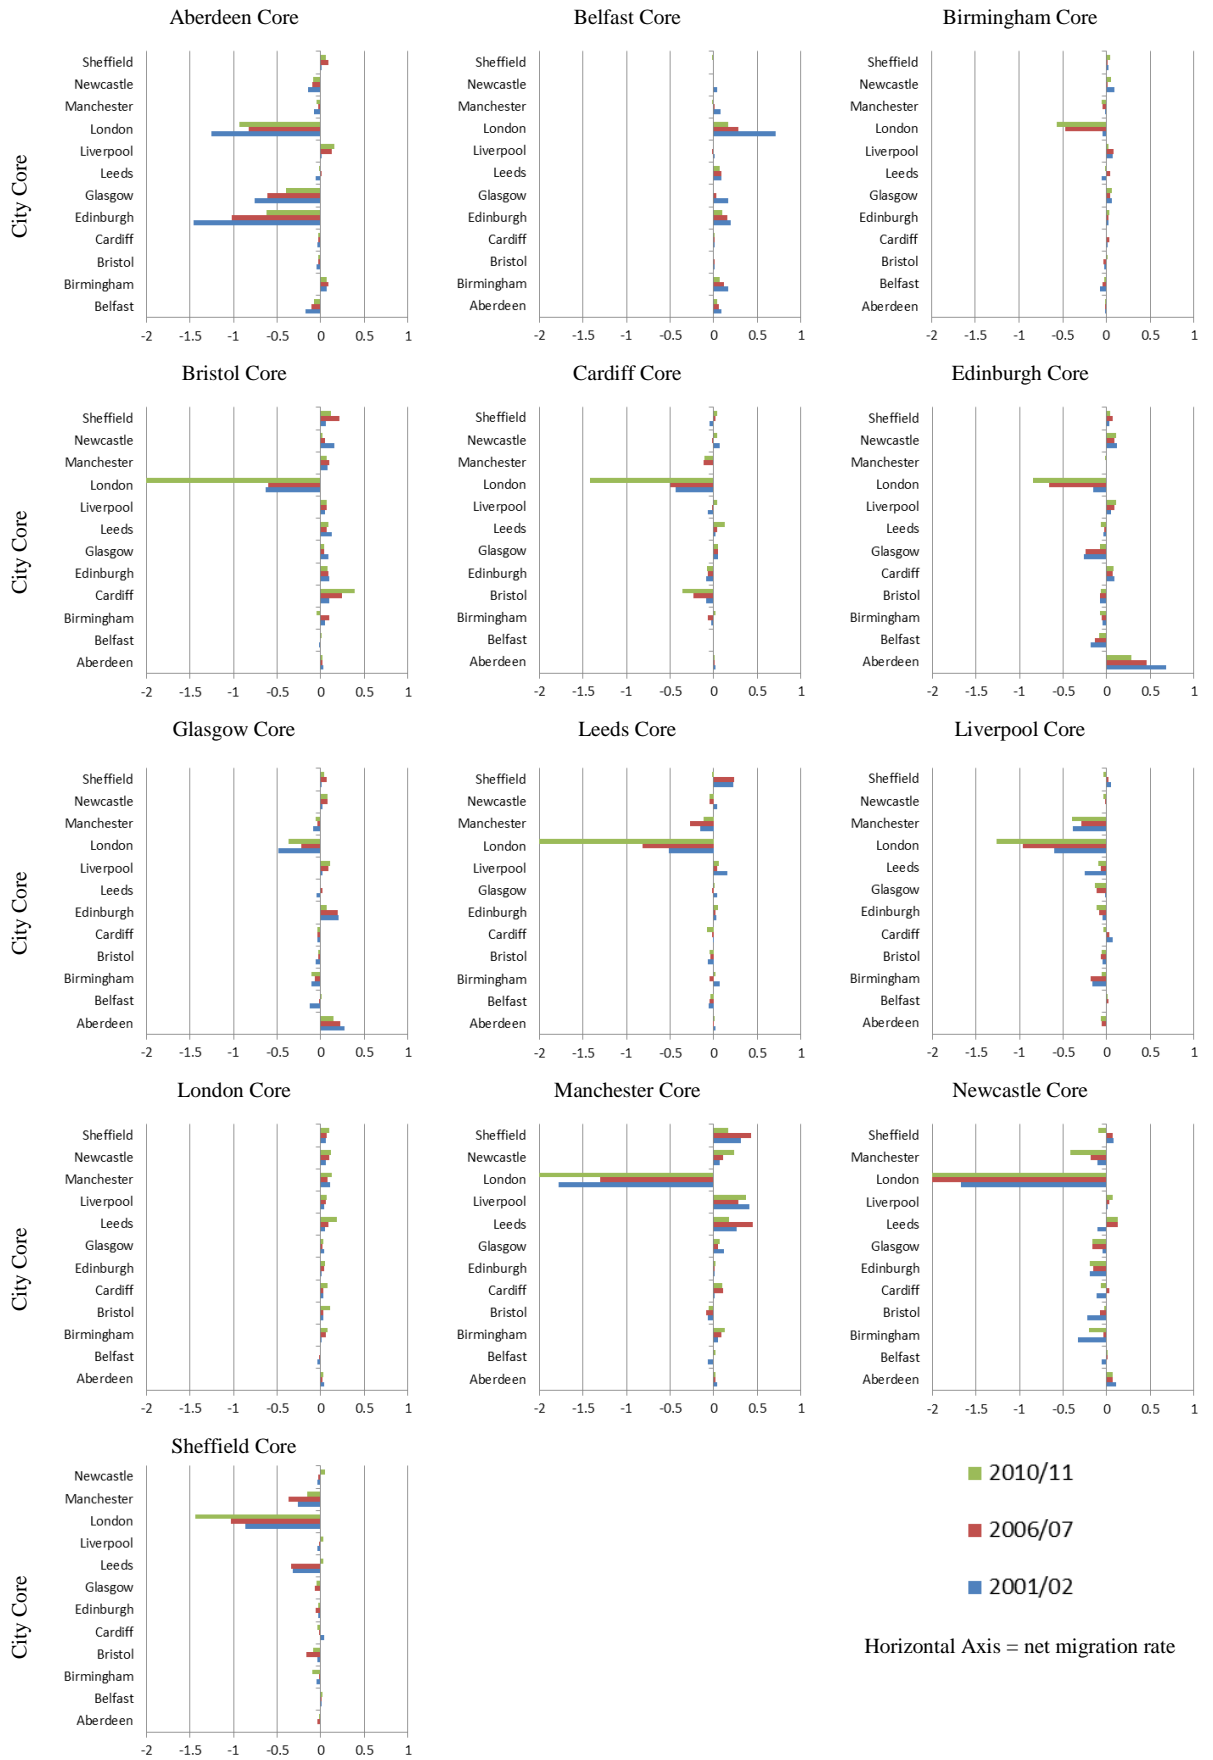 Aberdeen Core
Belfast Core
Birmingham Core
City Core
Sheffield
Newcastle
Manchester
London
Liverpool
Leeds
Glasgow
Edinburgh
Cardiff
Bristol
Birmingham
Belfast
-2 -1.5 -1 -0.5 0 0.5 1
Sheffield
Newcastle
Manchester
London
Liverpool
Leeds
Glasgow
Edinburgh
Cardiff
Bristol
Birmingham
Aberdeen
-2 -1.5 -1 -0.5 0 0.5 1
Sheffield
Newcastle
Manchester
London
Liverpool
Leeds
Glasgow
Edinburgh
Cardiff
Bristol
Belfast
Aberdeen
-2 -1.5 -1 -0.5 0 0.5 1
Bristol Core
Cardiff Core
Edinburgh Core
City Core
Sheffield
Newcastle
Manchester
London
Liverpool
Leeds
Glasgow
Edinburgh
Cardiff
Birmingham
Belfast
Aberdeen
-2 -1.5 -1 -0.5 0 0.5 1
Sheffield
Newcastle
Manchester
London
Liverpool
Leeds
Glasgow
Edinburgh
Bristol
Birmingham
Belfast
Aberdeen
-2 -1.5 -1 -0.5 0 0.5 1
Sheffield
Newcastle
Manchester
London
Liverpool
Leeds
Glasgow
Cardiff
Bristol
Birmingham
Belfast
Aberdeen
-2 -1.5 -1 -0.5 0 0.5 1
Glasgow Core
Leeds Core
Liverpool Core
City Core
Sheffield
Newcastle
Manchester
London
Liverpool
Leeds
Edinburgh
Cardiff
Bristol
Birmingham
Belfast
Aberdeen
-2 -1.5 -1 -0.5 0 0.5 1
Sheffield
Newcastle
Manchester
London
Liverpool
Glasgow
Edinburgh
Cardiff
Bristol
Birmingham
Belfast
Aberdeen
-2 -1.5 -1 -0.5 0 0.5 1
Sheffield
Newcastle
Manchester
London
Leeds
Glasgow
Edinburgh
Cardiff
Bristol
Birmingham
Belfast
Aberdeen
-2 -1.5 -1 -0.5 0 0.5 1
London Core
Manchester Core
Newcastle Core
City Core
Sheffield
Newcastle
Manchester
Liverpool
Leeds
Glasgow
Edinburgh
Cardiff
Bristol
Birmingham
Belfast
Aberdeen
-2 -1.5 -1 -0.5 0 0.5 1
Sheffield
Newcastle
London
Liverpool
Leeds
Glasgow
Edinburgh
Cardiff
Bristol
Birmingham
Belfast
Aberdeen
-2 -1.5 -1 -0.5 0 0.5 1
Sheffield
Manchester
London
Liverpool
Leeds
Glasgow
Edinburgh
Cardiff
Bristol
Birmingham
Belfast
Aberdeen
-2 -1.5 -1 -0.5 0 0.5 1
Sheffield Core
City Core
Newcastle
Manchester
London
Liverpool
Leeds
Glasgow
Edinburgh
Cardiff
Bristol
Birmingham
Belfast
Aberdeen
-2 -1.5 -1 -0.5 0 0.5 1
2010/11
2006/07
2001/02
Horizontal Axis = net migration rate